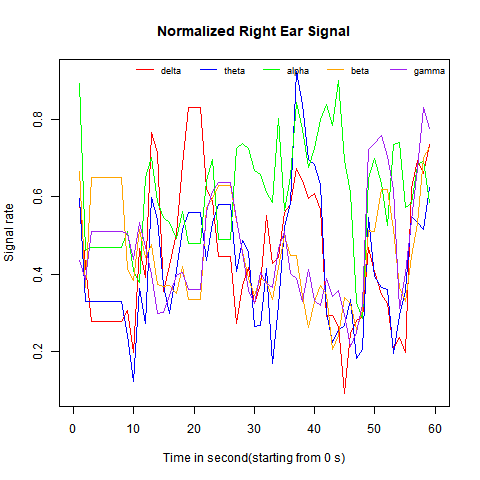 Normalized Right Ear Signal
delta theta alpha beta gamma
0.8
0.6
0.4
0.2
Signal rate
0 10 20 30 40 50 60
Time in second(starting from 0 s)